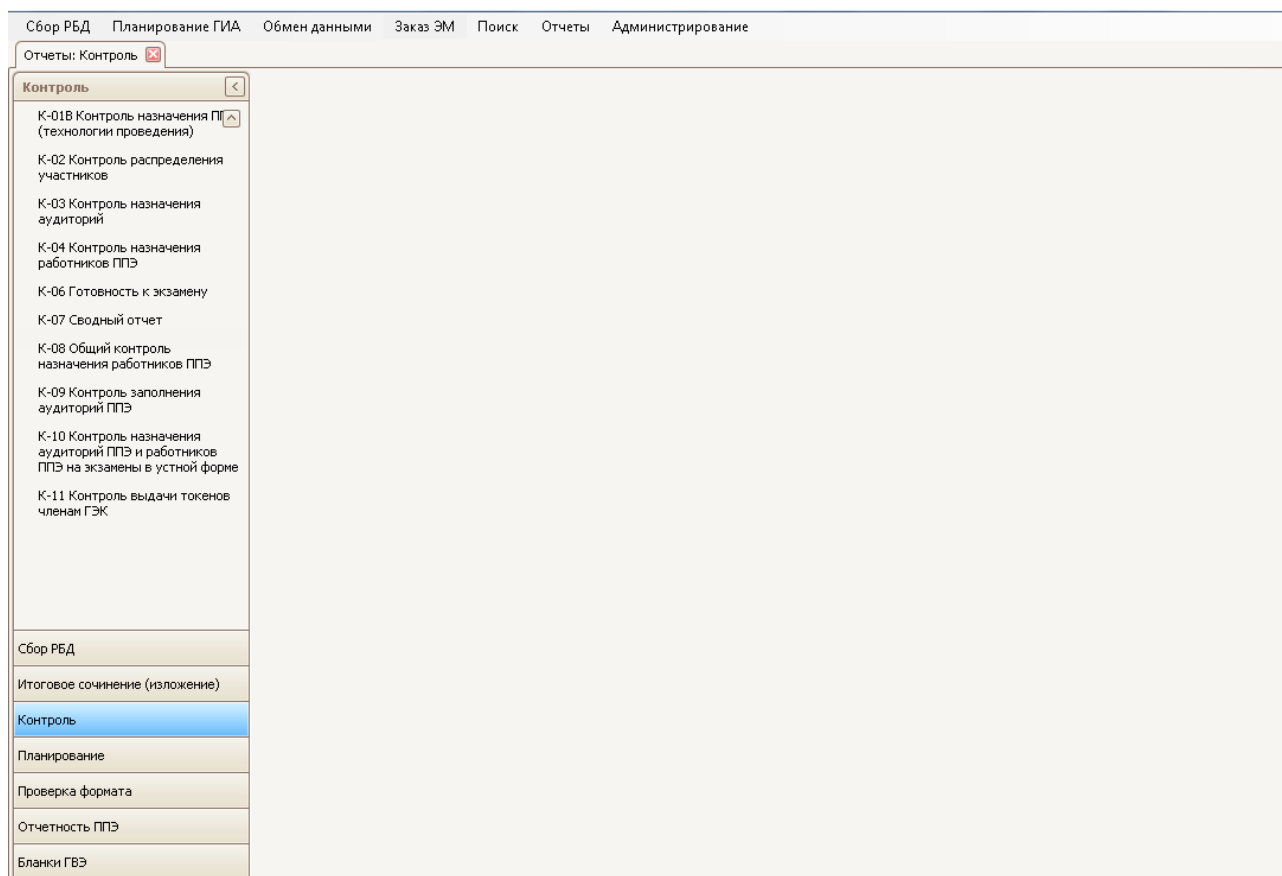 Сбор РБД Планирование ГИА Обмен данными Заказ ЭМ Поиск Отчеты Администрирование
Отчеты: Контроль
Контроль
К-01В Контроль назначения
(технологии проведения)
К-02 Контроль распределения
участников
К-03 Контроль назначения
аудиторий
К-04 Контроль назначения
работников ППЭ
К-06 Готовность к экзамену
К-07 Сводный отчет
К-08 Общий контроль
назначения работников ППЭ
К-09 Контроль заполнения
аудиторий ППЭ
К-10 Контроль назначения
аудиторий ППЭ и работников
ППЭ на экзамены в устной форме
К-11 Контроль выдачи токенов
членам ГЭК
Сбор РБД
Итоговое сочинение (изложение)
Контроль
Планирование
Проверка формата
Отчетность ППЭ
Бланки ГВЭ